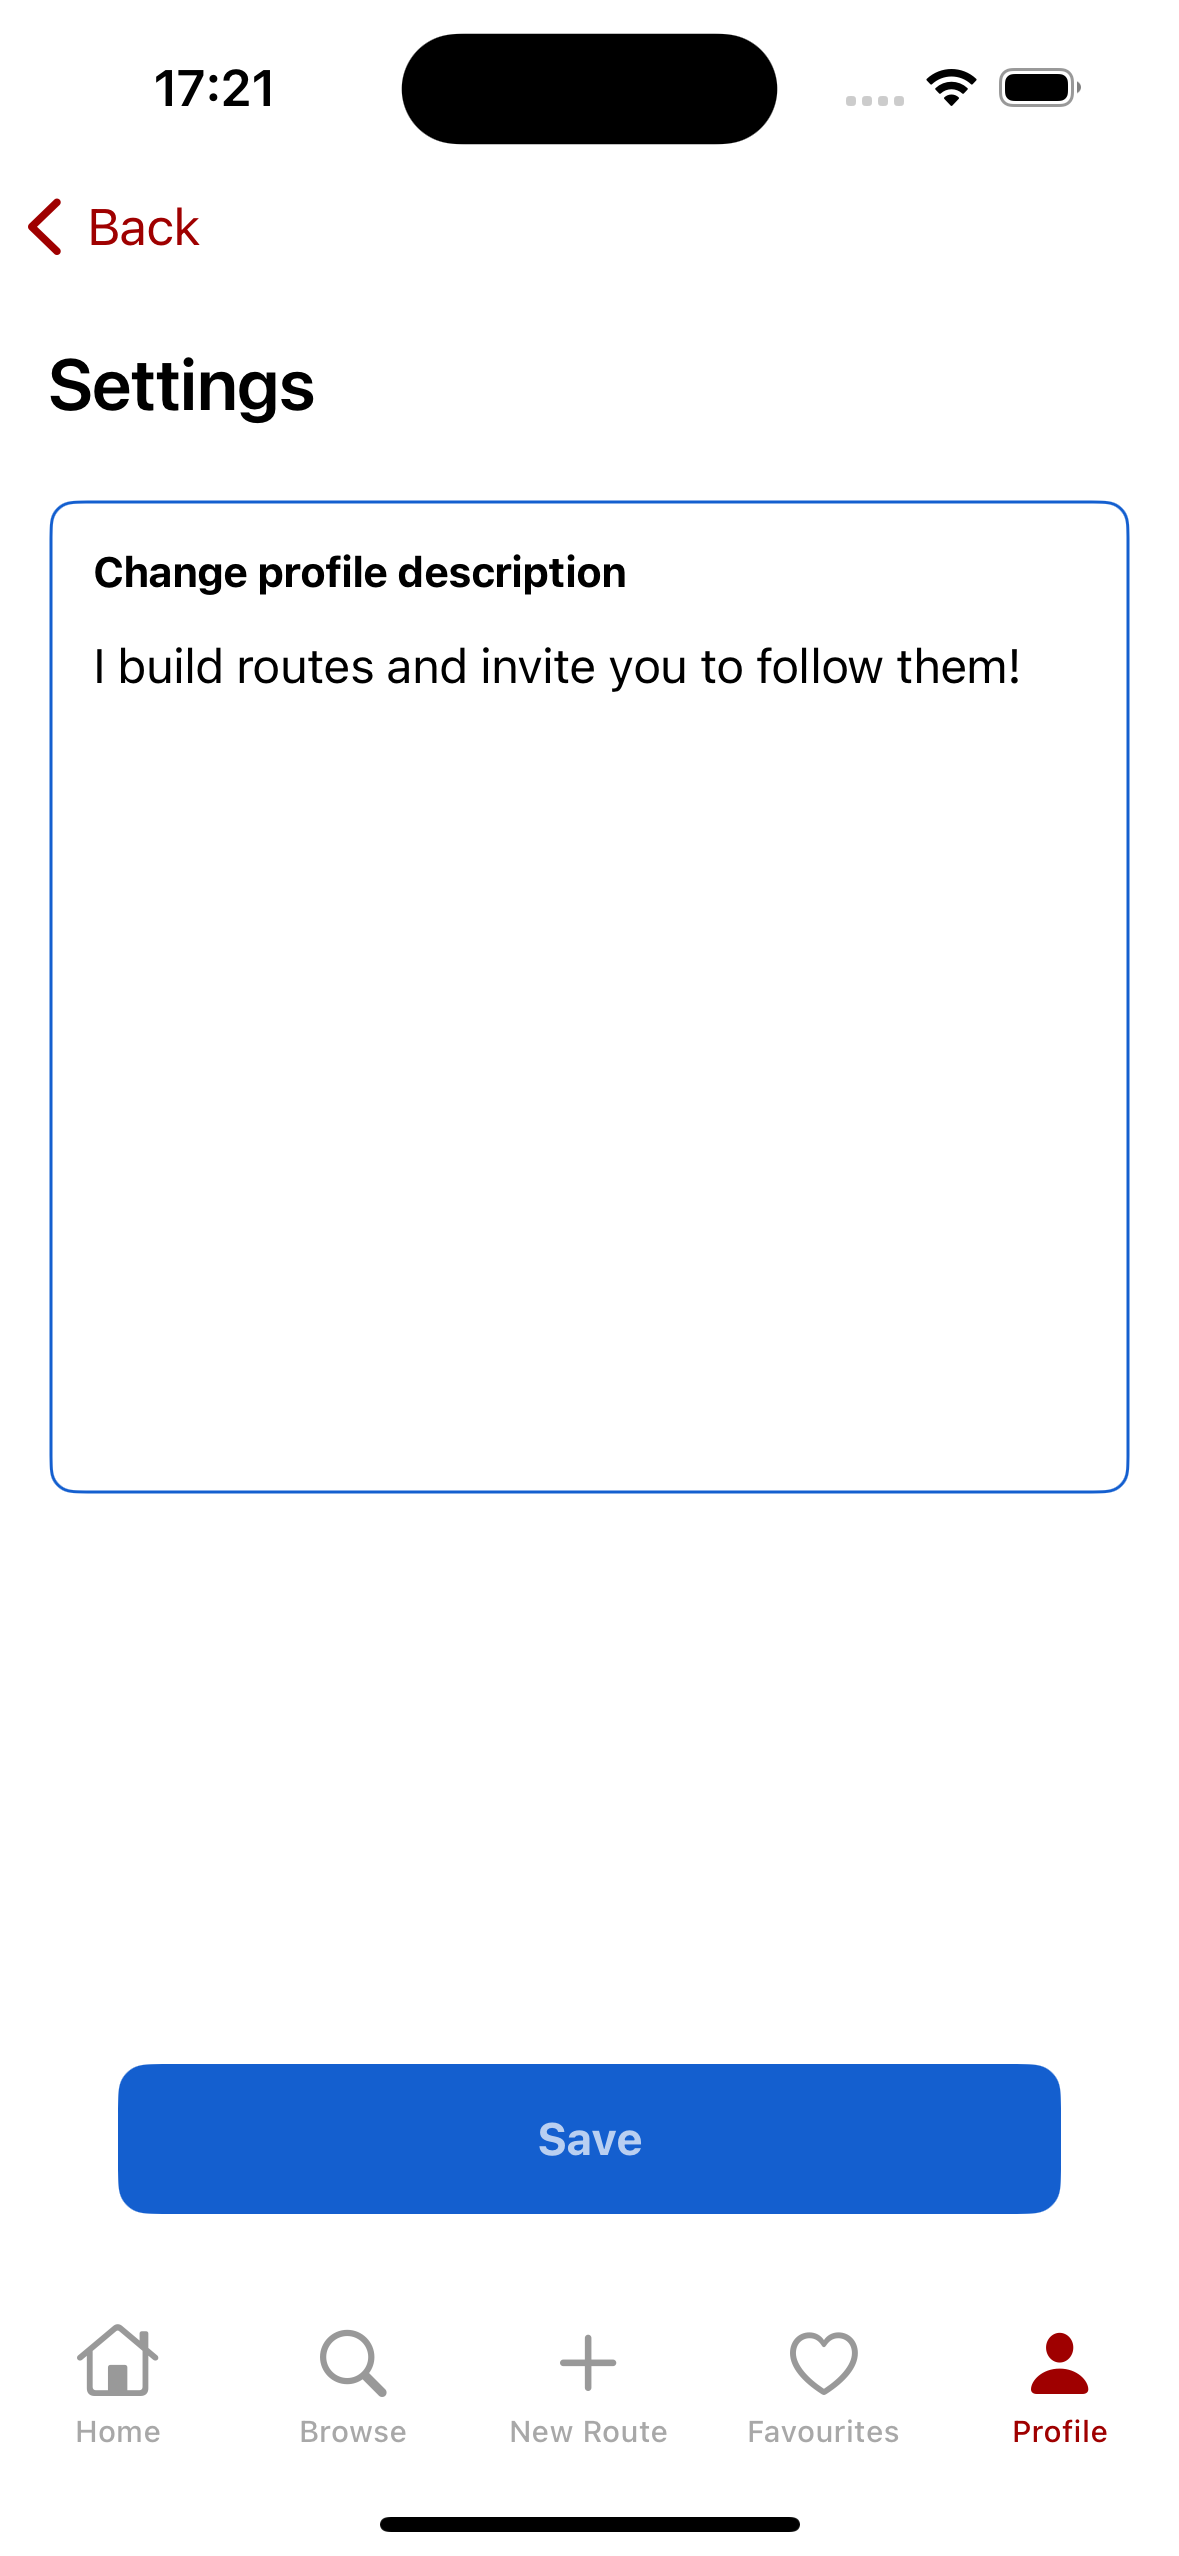 17:21
Back
Settings
Change profile description
I build routes and invite you to follow them!
Save
Home
Browse
New Route
Favourites
Profile